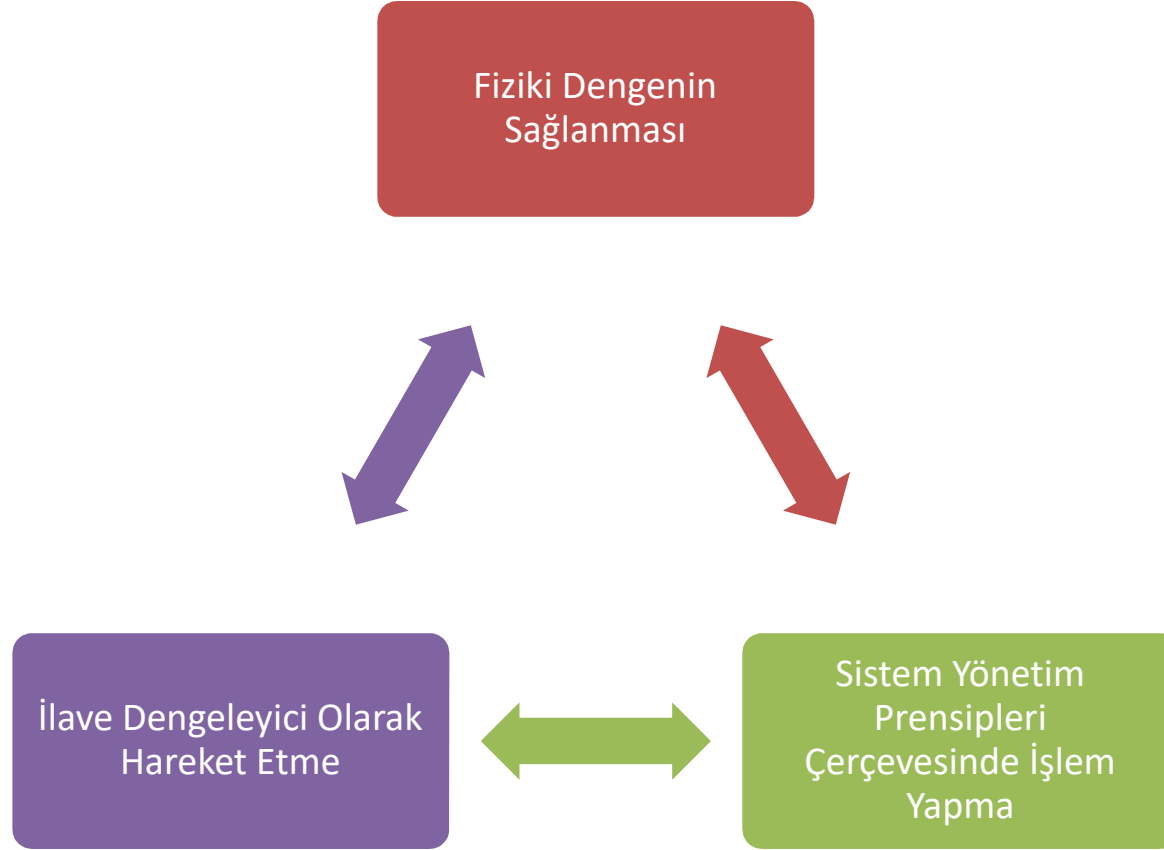 Fiziki Dengenin
Sağlanması
İlave Dengeleyici Olarak
Hareket Etme
Sistem Yönetim
Prensipleri
Çerçevesinde İşlem
Yapma